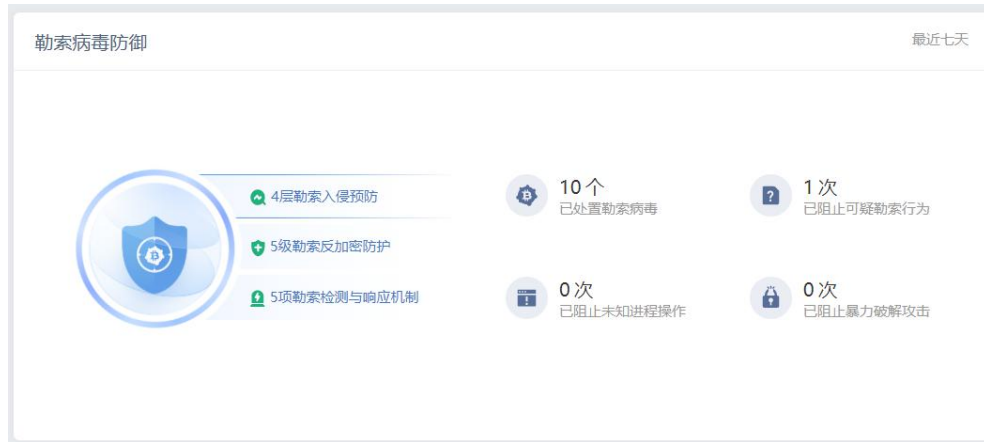 勒索病毒防御
最近七天
4层勒索入侵预防
5级勒索反加密防护
5项勒索检测与响应机制
10个
已处置勒索病毒
1次
已阻止可疑勒索行为
0次
已阻止未知进程操作
0次
已阻止暴力破解攻击